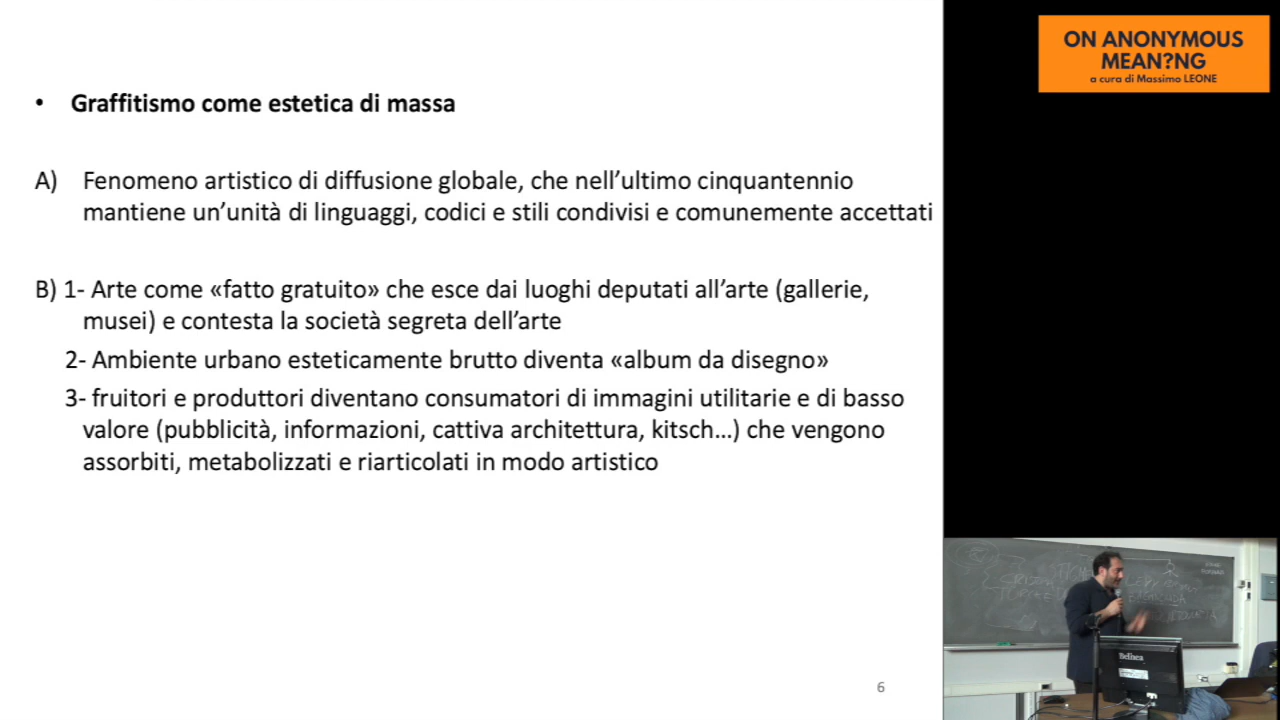 • Graffitismo come estetica di massa
A) Fenomeno artistico di diffusione globale, che nell’ultimo cinquantennio
mantiene un’unità di linguaggi, codici e stili condivisi e comunemente accettati
B) 1- Arte come «fatto gratuito» che esce dai luoghi deputati all’arte (gallerie,
musei) e contesta la società segreta dell’arte
2- Ambiente urbano esteticamente brutto diventa «album da disegno»
3- fruitori e produttori diventano consumatori di immagini utilitarie e di basso
valore (pubblicità, informazioni, cattiva architettura, kitsch…) che vengono
assorbiti, metabolizzati e riarticolati in modo artistico
6
ON ANONYMOUS
MEAN?NG
a cura di Massimo LEONE
Belinea